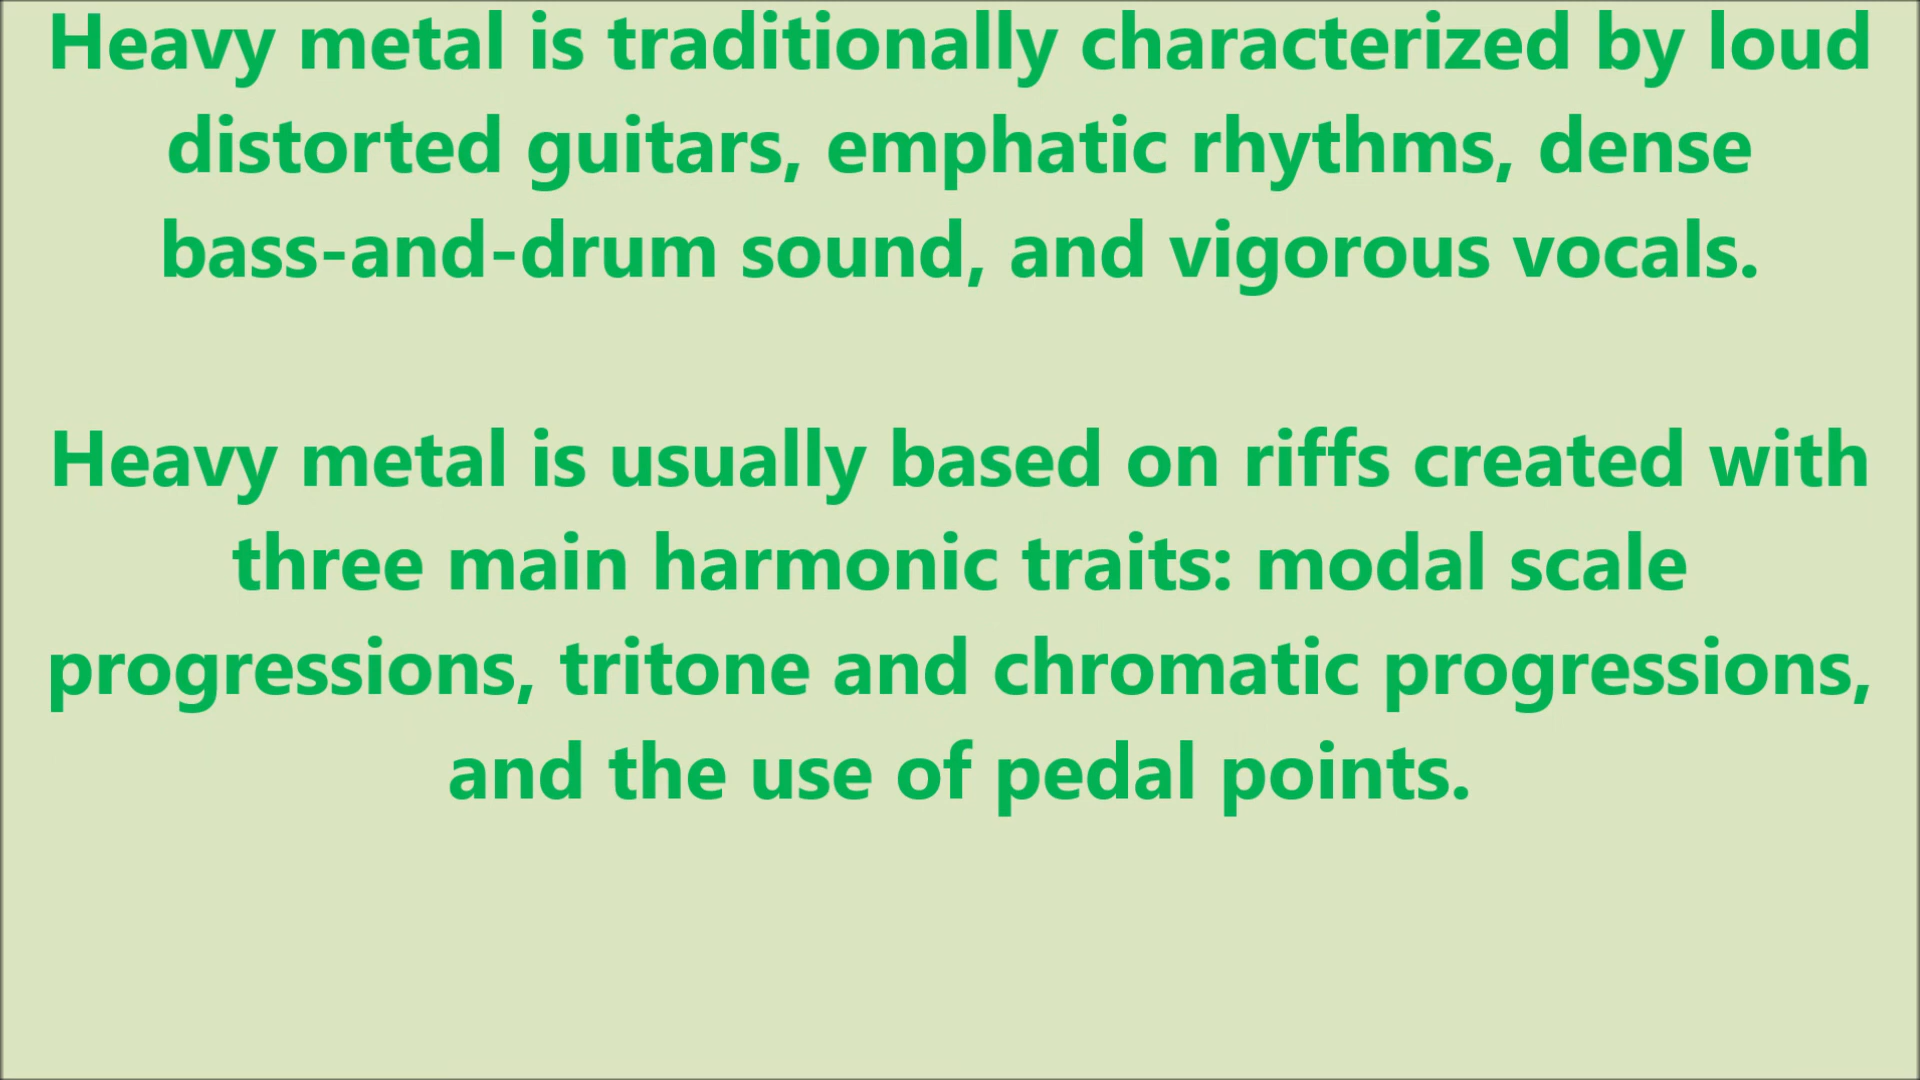 Heavy metal is traditionally characterized by loud
distorted guitars, emphatic rhythms, dense
bass-and-drum sound, and vigorous vocals.
Heavy metal is usually based on riffs created with
three main harmonic traits: modal scale
progressions, tritone and chromatic progressions,
and the use of pedal points.